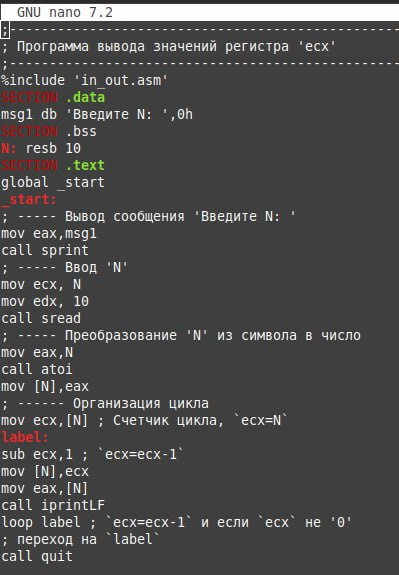 GNU nano 7.2
;------------------------------------------------
; Программа вывода значений регистра 'ecx'
;------------------------------------------------
%include 'in_out.asm'
SECTION .data
msg1 db 'Введите N: ',0h
SECTION .bss
N: resb 10
SECTION .text
global _start
_start:
; ----- Вывод сообщения 'Введите N: '
mov eax,msg1
call sprint
; ----- Ввод 'N'
mov ecx, N
mov edx, 10
call sread
; ----- Преобразование 'N' из символа в число
mov eax,N
call atoi
mov [N],eax
; ------ Организация цикла
mov ecx,[N] ; Счетчик цикла, `ecx=N`
label:
sub ecx,1 ; `ecx=ecx-1`
mov [N],ecx
mov eax,[N]
call iprintLF
loop label ; `ecx=ecx-1` и если `ecx` не '0'
; переход на `label`
call quit